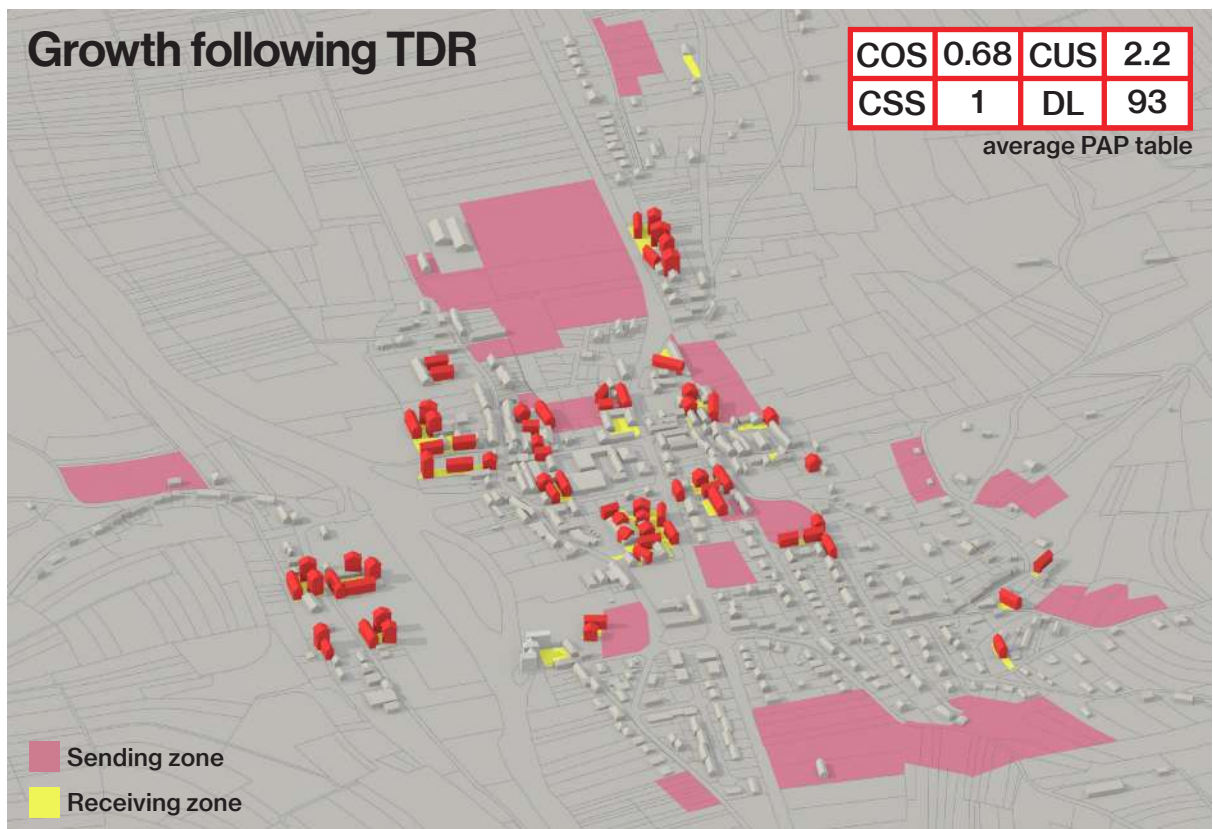 Growth following TDR
COS 0.68 CUS 2.2
CSS 1 DL 93
average PAP table
Sending zone
Receiving zone